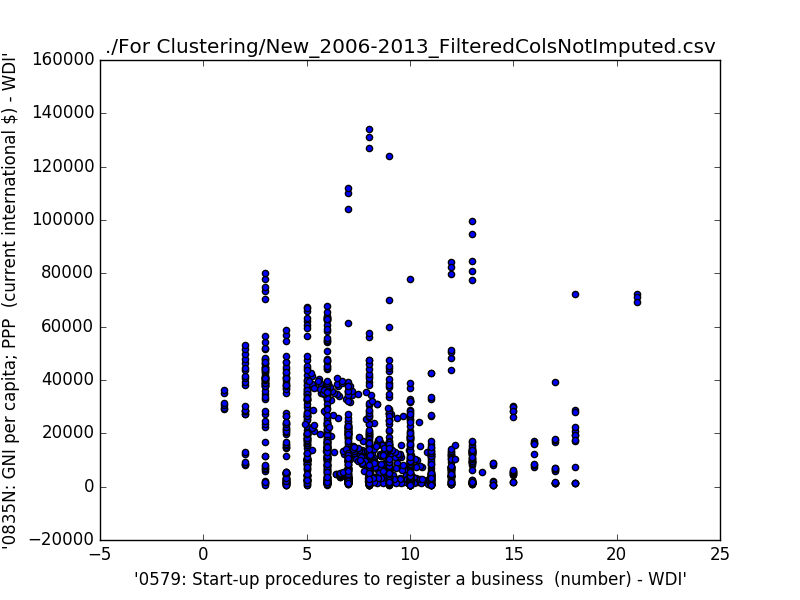 ./For Clustering/New_2006-2013_FilteredColsNotImputed.csv
'0835N: GNI per capita; PPP  (current international $) - WDI'
160000
140000
120000
100000
80000
60000
40000
20000
0
−20000
−5 0 5 10 15 20 25
'0579: Start-up procedures to register a business  (number) - WDI'